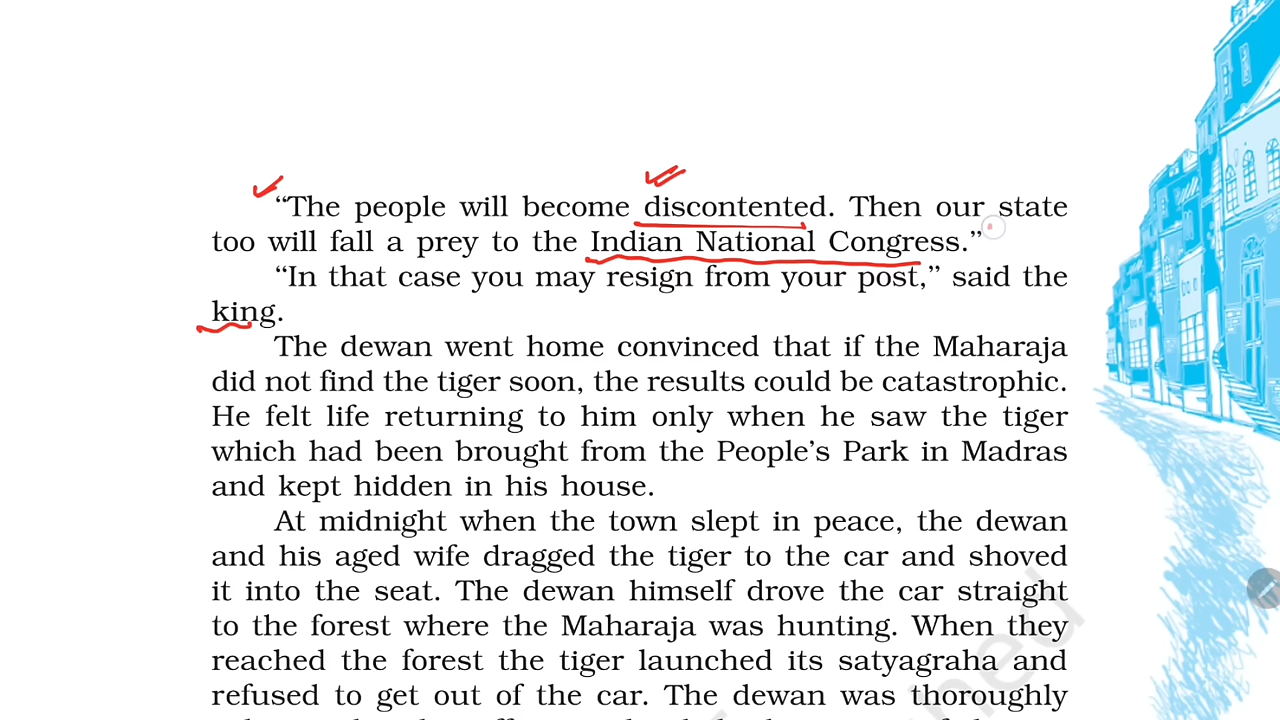 “The people will become discontented. Then our state
too will fall a prey to the Indian National Congress.”
“In that case you may resign from your post,” said the
king.
The dewan went home convinced that if the Maharaja
did not find the tiger soon, the results could be catastrophic.
He felt life returning to him only when he saw the tiger
which had been brought from the People’s Park in Madras
and kept hidden in his house.
At midnight when the town slept in peace, the dewan
and his aged wife dragged the tiger to the car and shoved
it into the seat. The dewan himself drove the car straight
to the forest where the Maharaja was hunting. When they
reached the forest the tiger launched its satyagraha and
refused to get out of the car. The dewan was thoroughly